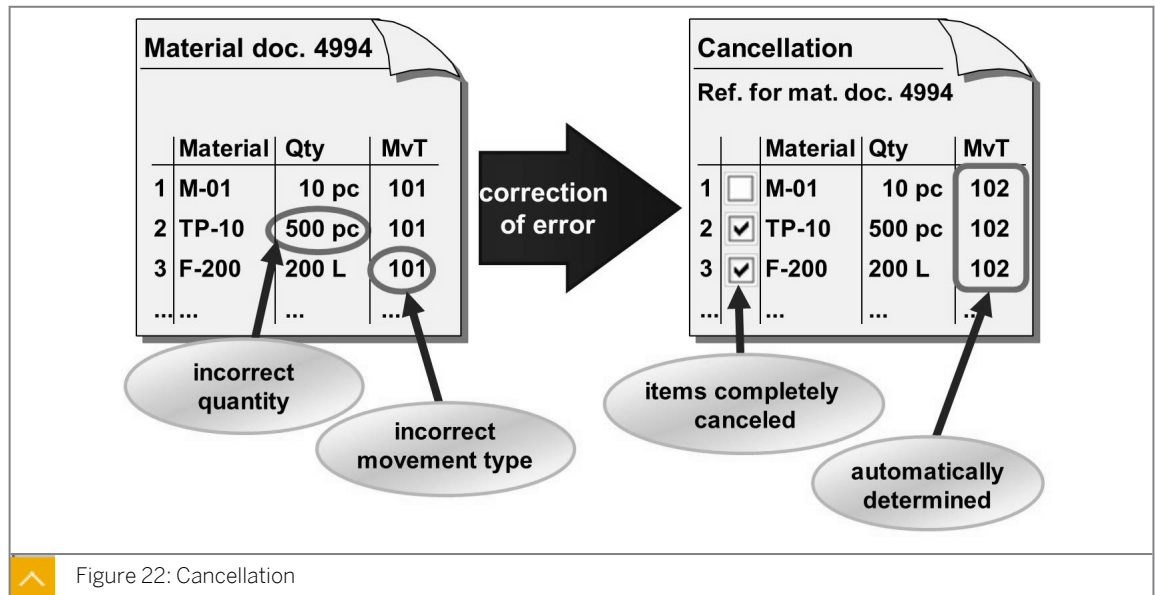 Material doc. 4994
Material Qty MvT
1 M-01 10 pc 101
2 TP-10 500 pc 101
3 F-200 200 L 101
... ... ... ...
incorrect
quantity
incorrect
movement type
correction
of error
Cancellation
Ref. for mat. doc. 4994
Material Qty MvT
1 M-01 10 pc 102
2 TP-10 500 pc 102
3 F-200 200 L 102
... ... ... ...
items completely
canceled
automatically
determined
Figure 22: Cancellation